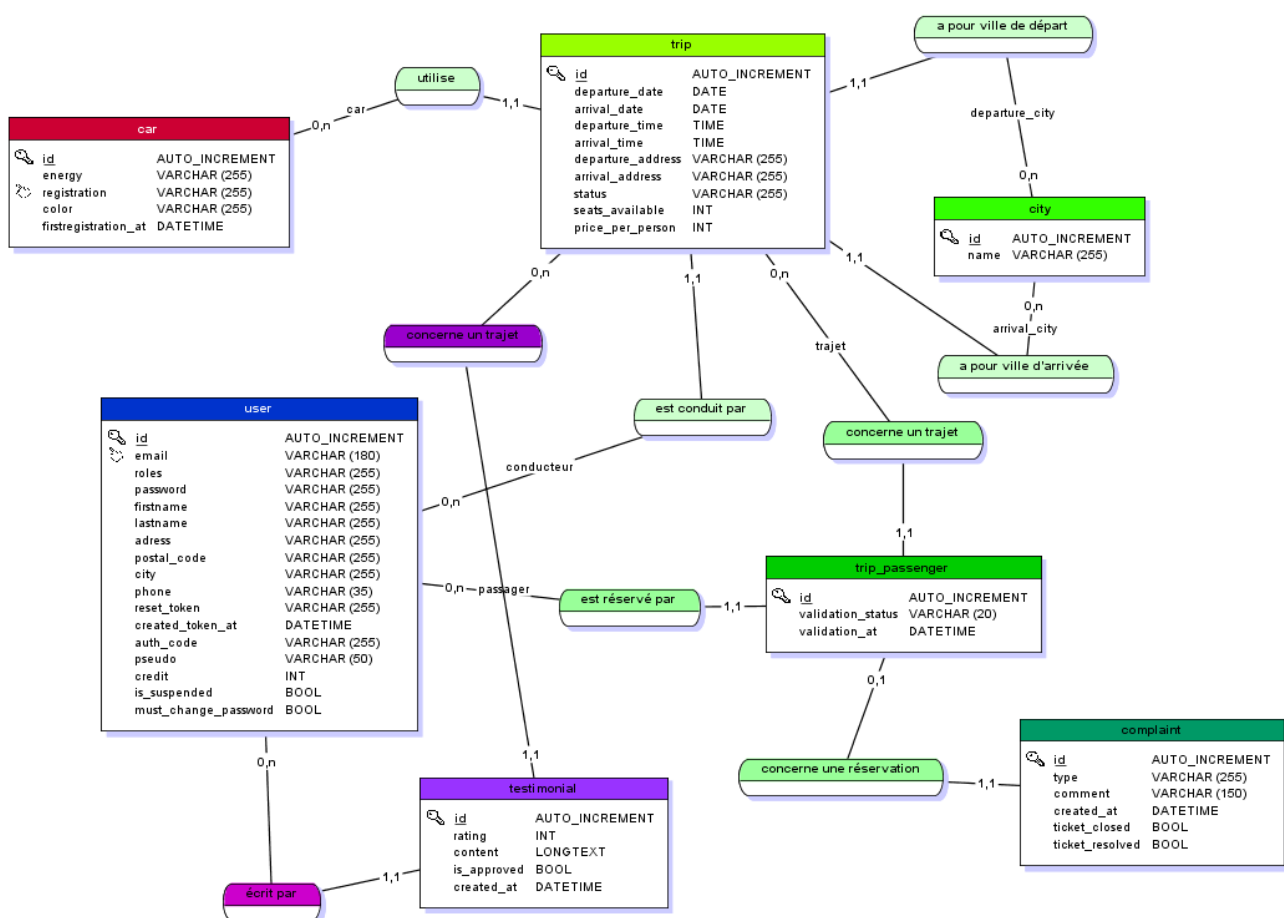 a pour ville de départ
trip
id AUTO_INCREMENT
departure_date DATE
arrival_date DATE
departure_time TIME
arrival_time TIME
departure_address VARCHAR (255)
arrival_address VARCHAR (255)
status VARCHAR (255)
seats_available INT
price_per_person INT
utilise
1,1
car
0,n
1,1
departure_city
0,n
car
id AUTO_INCREMENT
energy VARCHAR (255)
registration VARCHAR (255)
color VARCHAR (255)
firstregistration_at DATETIME
city
id AUTO_INCREMENT
name VARCHAR (255)
0,n
1,1
0,n
1,1
0,n
arrival_city
concerne un trajet
trajet
a pour ville d'arrivée
est conduit par
concerne un trajet
user
id AUTO_INCREMENT
email VARCHAR (180)
roles VARCHAR (255)
password VARCHAR (255)
firstname VARCHAR (255)
lastname VARCHAR (255)
adress VARCHAR (255)
postal_code VARCHAR (255)
city VARCHAR (255)
phone VARCHAR (35)
reset_token VARCHAR (255)
created_token_at DATETIME
auth_code VARCHAR (255)
pseudo VARCHAR (50)
credit INT
is_suspended BOOL
must_change_password BOOL
conducteur
0,n
1,1
0,n
passager
est réservé par
1,1
trip_passenger
id AUTO_INCREMENT
validation_status VARCHAR (20)
validation_at DATETIME
0,1
0,n
1,1
concerne une réservation
1,1
complaint
id AUTO_INCREMENT
type VARCHAR (255)
comment VARCHAR (150)
created_at DATETIME
ticket_closed BOOL
ticket_resolved BOOL
testimonial
id AUTO_INCREMENT
rating INT
content LONGTEXT
is_approved BOOL
created_at DATETIME
1,1
écrit par